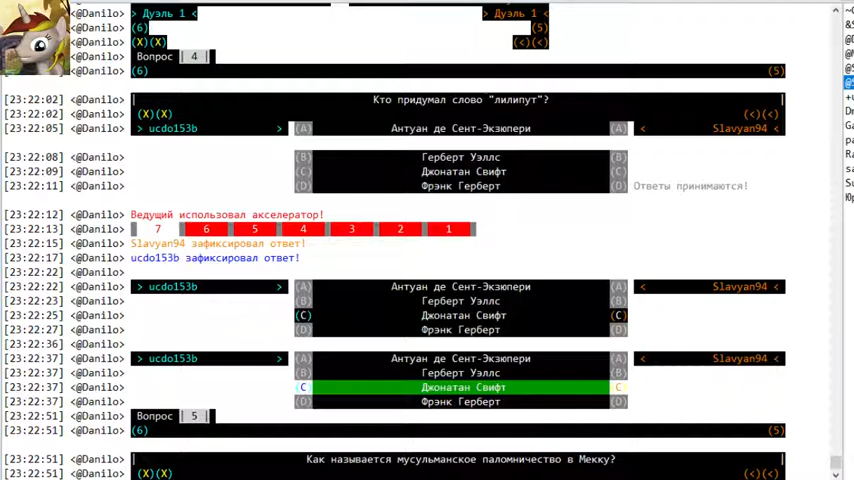 <@Danilo> > Дуэль 1 < > Дуэль 1 <
<@Danilo> (6) (5)
<@Danilo> (X)(X) (<)(<)
<@Danilo> Вопрос | 4 |
<@Danilo> (6) (5)
[23:22:02] <@Danilo> | Кто придумал слово "лилипут"? |
[23:22:02] <@Danilo> (X)(X) (<)(<)
[23:22:05] <@Danilo> > ucdo153b > (A) Антуан де Сент-Экзюпери (A) < Slavyan94 <
[23:22:08] <@Danilo> (B) Герберт Уэллс (B)
[23:22:09] <@Danilo> (C) Джонатан Свифт (C)
[23:22:11] <@Danilo> (D) Фрэнк Герберт (D) Ответы принимаются!
[23:22:12] <@Danilo> Ведущий использовал акселератор!
[23:22:13] <@Danilo> 7 6 5 4 3 2 1
[23:22:15] <@Danilo> Slavyan94 зафиксировал ответ!
[23:22:17] <@Danilo> ucdo153b зафиксировал ответ!
[23:22:22] <@Danilo>
[23:22:22] <@Danilo> > ucdo153b > (A) Антуан де Сент-Экзюпери (A) < Slavyan94 <
[23:22:23] <@Danilo> (B) Герберт Уэллс (B)
[23:22:25] <@Danilo> (C) Джонатан Свифт (C)
[23:22:27] <@Danilo> (D) Фрэнк Герберт (D)
[23:22:36] <@Danilo>
[23:22:37] <@Danilo> > ucdo153b > (A) Антуан де Сент-Экзюпери (A) < Slavyan94 <
[23:22:37] <@Danilo> (B) Герберт Уэллс (B)
[23:22:37] <@Danilo> (C) Джонатан Свифт (C)
[23:22:37] <@Danilo> (D) Фрэнк Герберт (D)
[23:22:51] <@Danilo> Вопрос | 5 |
[23:22:51] <@Danilo> (6) (5)
[23:22:51] <@Danilo> | Как называется мусульманское паломничество в Мекку? |
[23:22:51] <@Danilo> (X)(X) (<)(<)